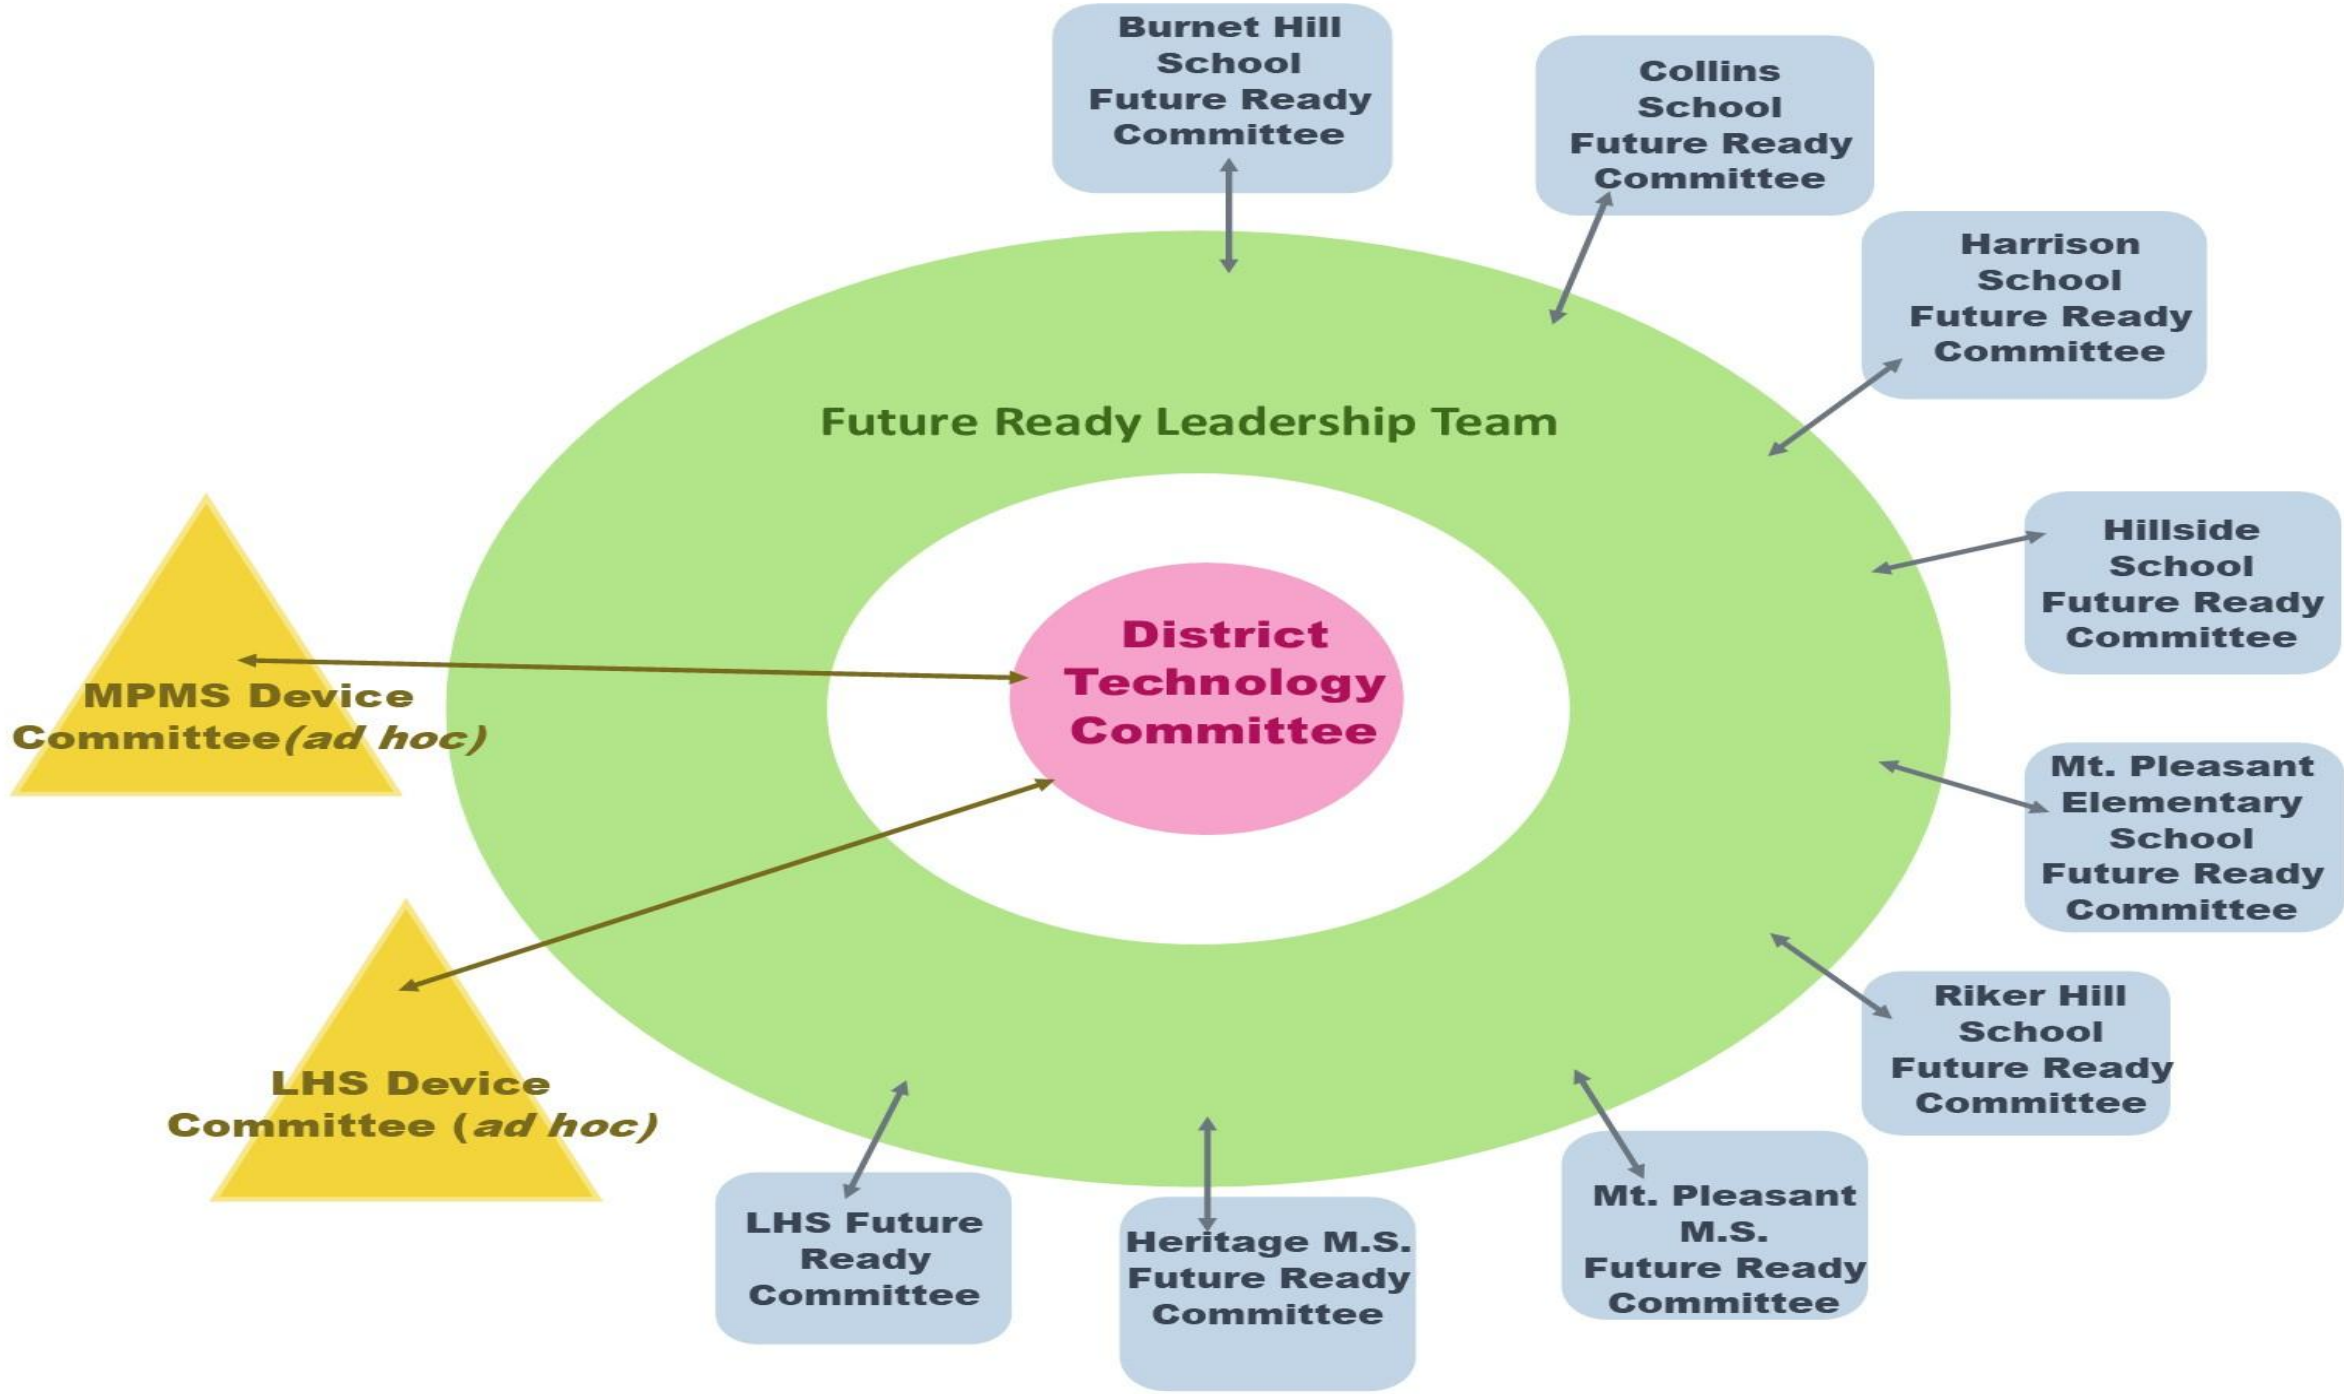 Burnet Hill
School
Future Ready
Committee
Collins
School
Future Ready
Committee
Harrison
School
Future Ready
Committee
Future Ready Leadership Team
Hillside
School
Future Ready
Committee
District
Technology
Committee
MPMS Device
Committee(ad hoc)
Mt. Pleasant
Elementary
School
Future Ready
Committee
Riker Hill
School
Future Ready
Committee
LHS Device
Committee (ad hoc)
Mt. Pleasant
M.S.
Future Ready
Committee
Heritage M.S.
Future Ready
Committee
LHS Future
Ready
Committee